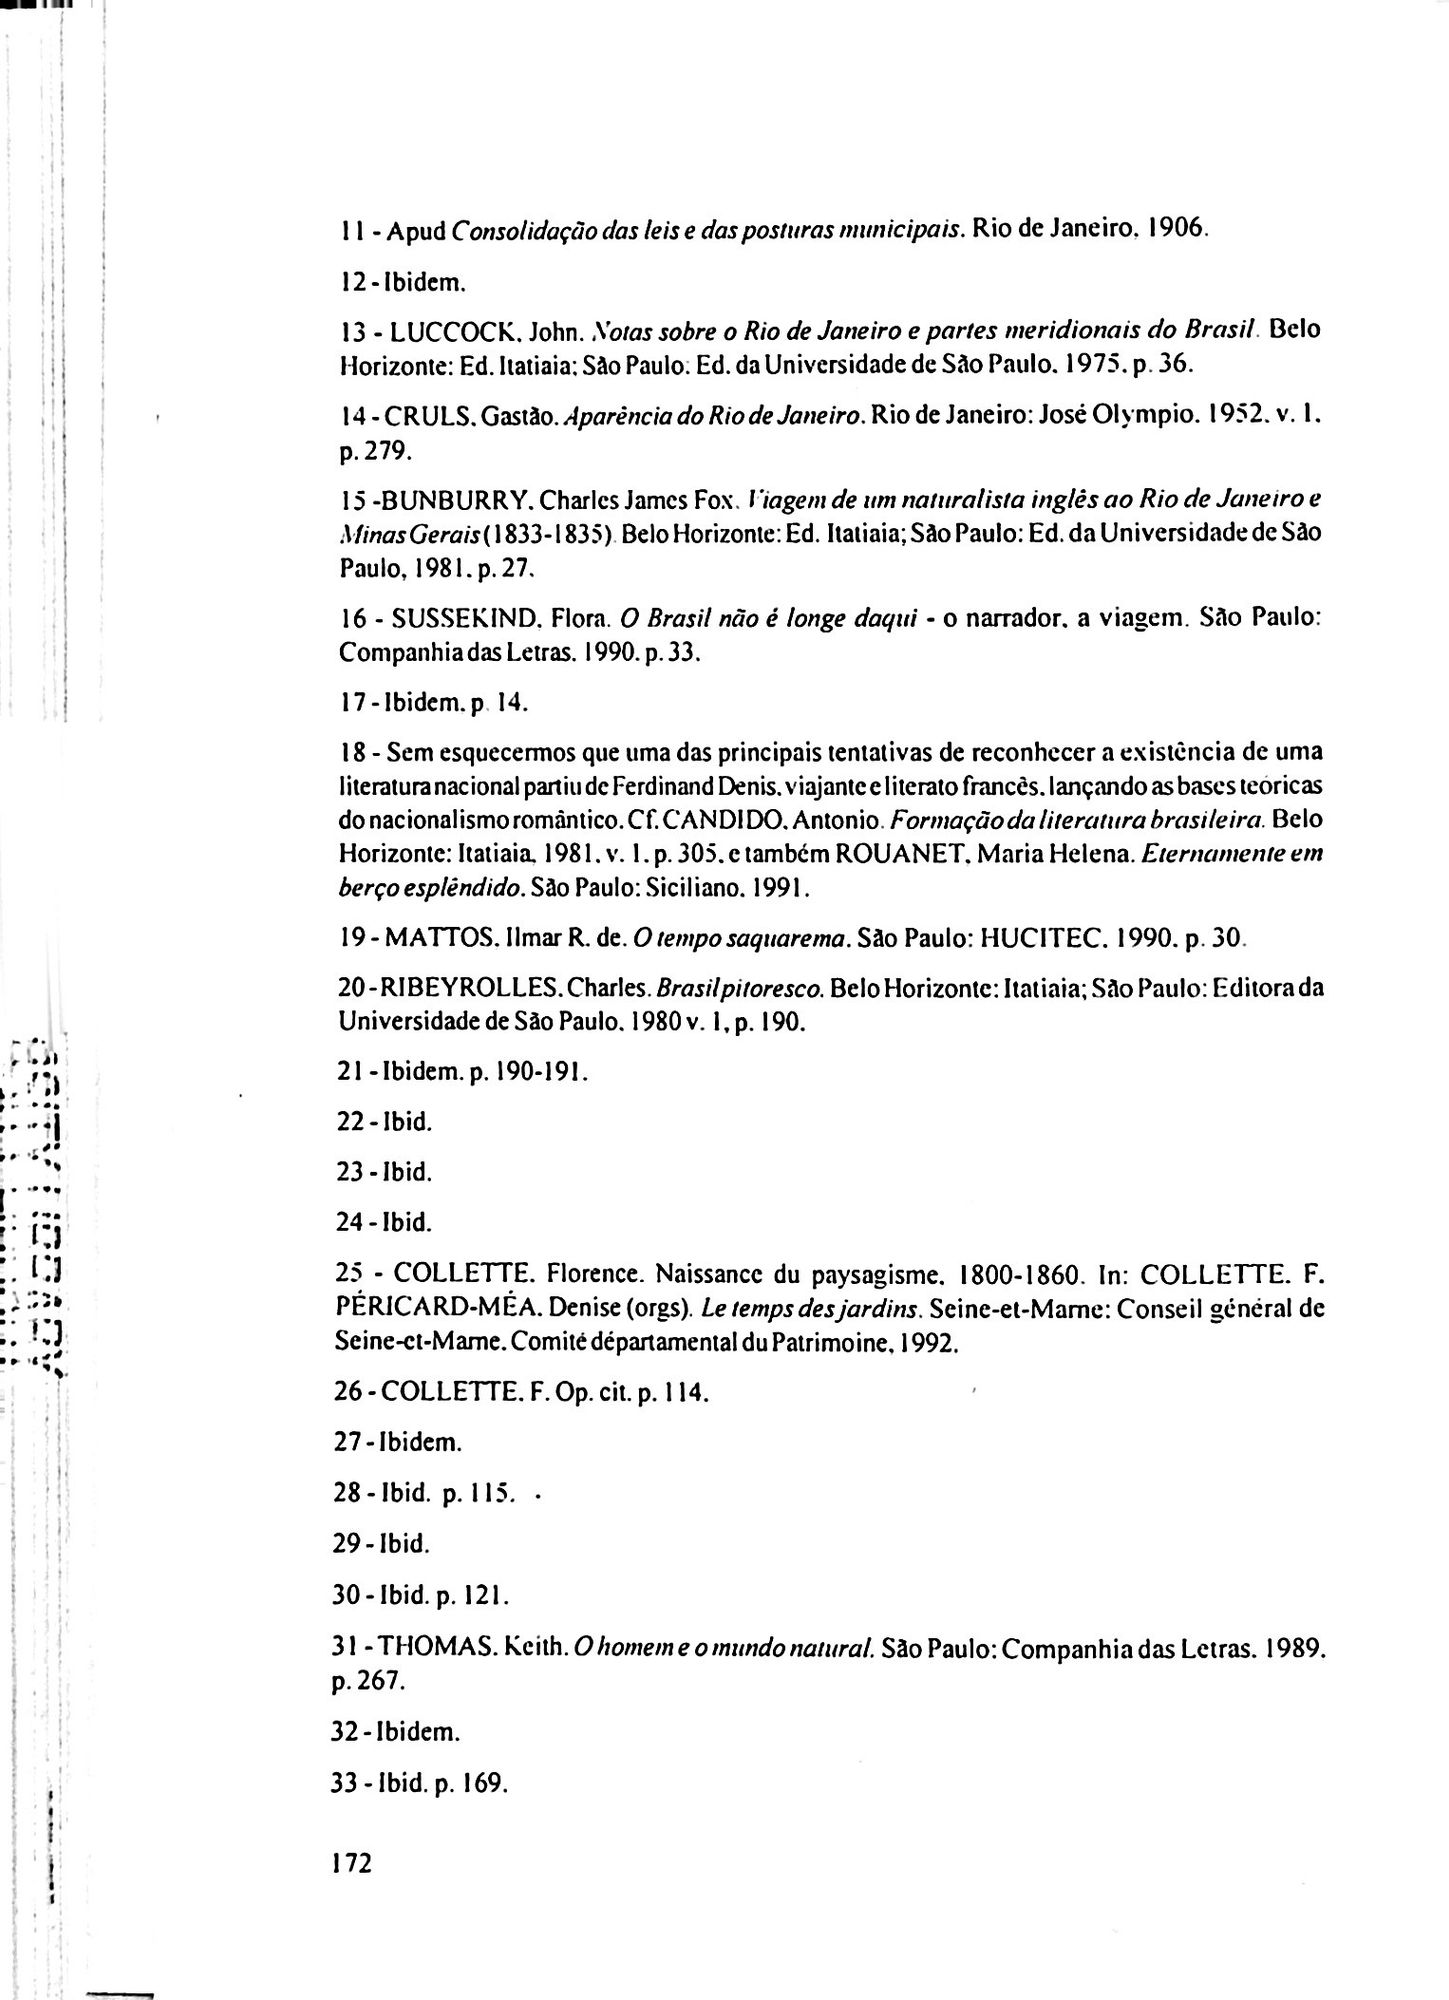 11 - Apud Consolidação das leis e das posturas municipais. Rio de Janeiro, 1906.
12 - Ibidem.
13 - LUCCOCK, John. Notas sobre o Rio de Janeiro e partes meridionais do Brasil. Belo
Horizonte: Ed. Itatiaia; São Paulo: Ed. da Universidade de São Paulo, 1975. p. 36.
14 - CRULS, Gastão. Aparência do Rio de Janeiro. Rio de Janeiro: José Olympio. 1952. v. 1.
p. 279.
15 -BUNBURRY, Charles James Fox. Viagem de um naturalista inglês ao Rio de Janeiro e
Minas Gerais (1833-1835). Belo Horizonte: Ed. Itatiaia; São Paulo: Ed. da Universidade de São
Paulo, 1981. p. 27.
16 - SUSSEKIND, Flora. O Brasil não é longe daqui - o narrador, a viagem. São Paulo:
Companhia das Letras, 1990. p. 33.
17 - Ibidem. p. 14.
18 - Sem esquecermos que uma das principais tentativas de reconhecer a existência de uma
literatura nacional partiu de Ferdinand Denis, viajante e literato francês, lançando as bases teóricas
do nacionalismo romântico. Cf. CANDIDO, Antonio. Formação da literatura brasileira. Belo
Horizonte: Itatiaia, 1981. v. 1. p. 305. e também ROUANET, Maria Helena. Eternamente em
berço esplêndido. São Paulo: Siciliano, 1991.
19 - MATTOS, Ilmar R. de. O tempo saquarema. São Paulo: HUCITEC, 1990. p. 30.
20 - RIBEYROLLES, Charles. Brasil pitoresco. Belo Horizonte: Itatiaia; São Paulo: Editora da
Universidade de São Paulo, 1980 v. 1, p. 190.
21 - Ibidem. p. 190-191.
22 - Ibid.
23 - Ibid.
24 - Ibid.
25 - COLLETTE, Florence. Naissance du paysagisme, 1800-1860. In: COLLETTE, F.
PÉRICARD-MÉA, Denise (orgs). Le temps des jardins. Seine-et-Marne: Conseil général de
Seine-et-Marne. Comité départamental du Patrimoine, 1992.
26 - COLLETTE, F. Op. cit. p. 114.
27 - Ibidem.
28 - Ibid. p. 115.
29 - Ibid.
30 - Ibid. p. 121.
31 - THOMAS, Keith. O homem e o mundo natural. São Paulo: Companhia das Letras, 1989.
p. 267.
32 - Ibidem.
33 - Ibid. p. 169.
172